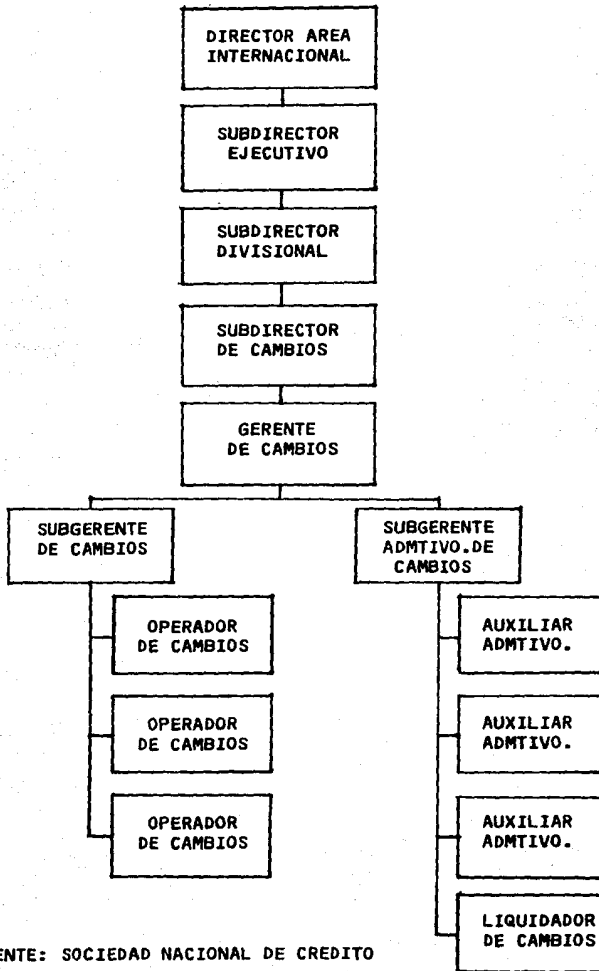 DIRECTOR AREA
INTERNACIONAL
SUBDIRECTOR
EJECUTIVO
SUBDIRECTOR
DIVISIONAL
SUBDIRECTOR
DE CAMBIOS
GERENTE
DE CAMBIOS
SUBGERENTE
DE CAMBIOS
OPERADOR
DE CAMBIOS
OPERADOR
DE CAMBIOS
OPERADOR
DE CAMBIOS
SUBGERENTE
ADMTIVO.DE
CAMBIOS
AUXILIAR
ADMTIVO.
AUXILIAR
ADMTIVO.
AUXILIAR
ADMTIVO.
LIQUIDADOR
DE CAMBIOS
ENTE: SOCIEDAD NACIONAL DE CREDITO